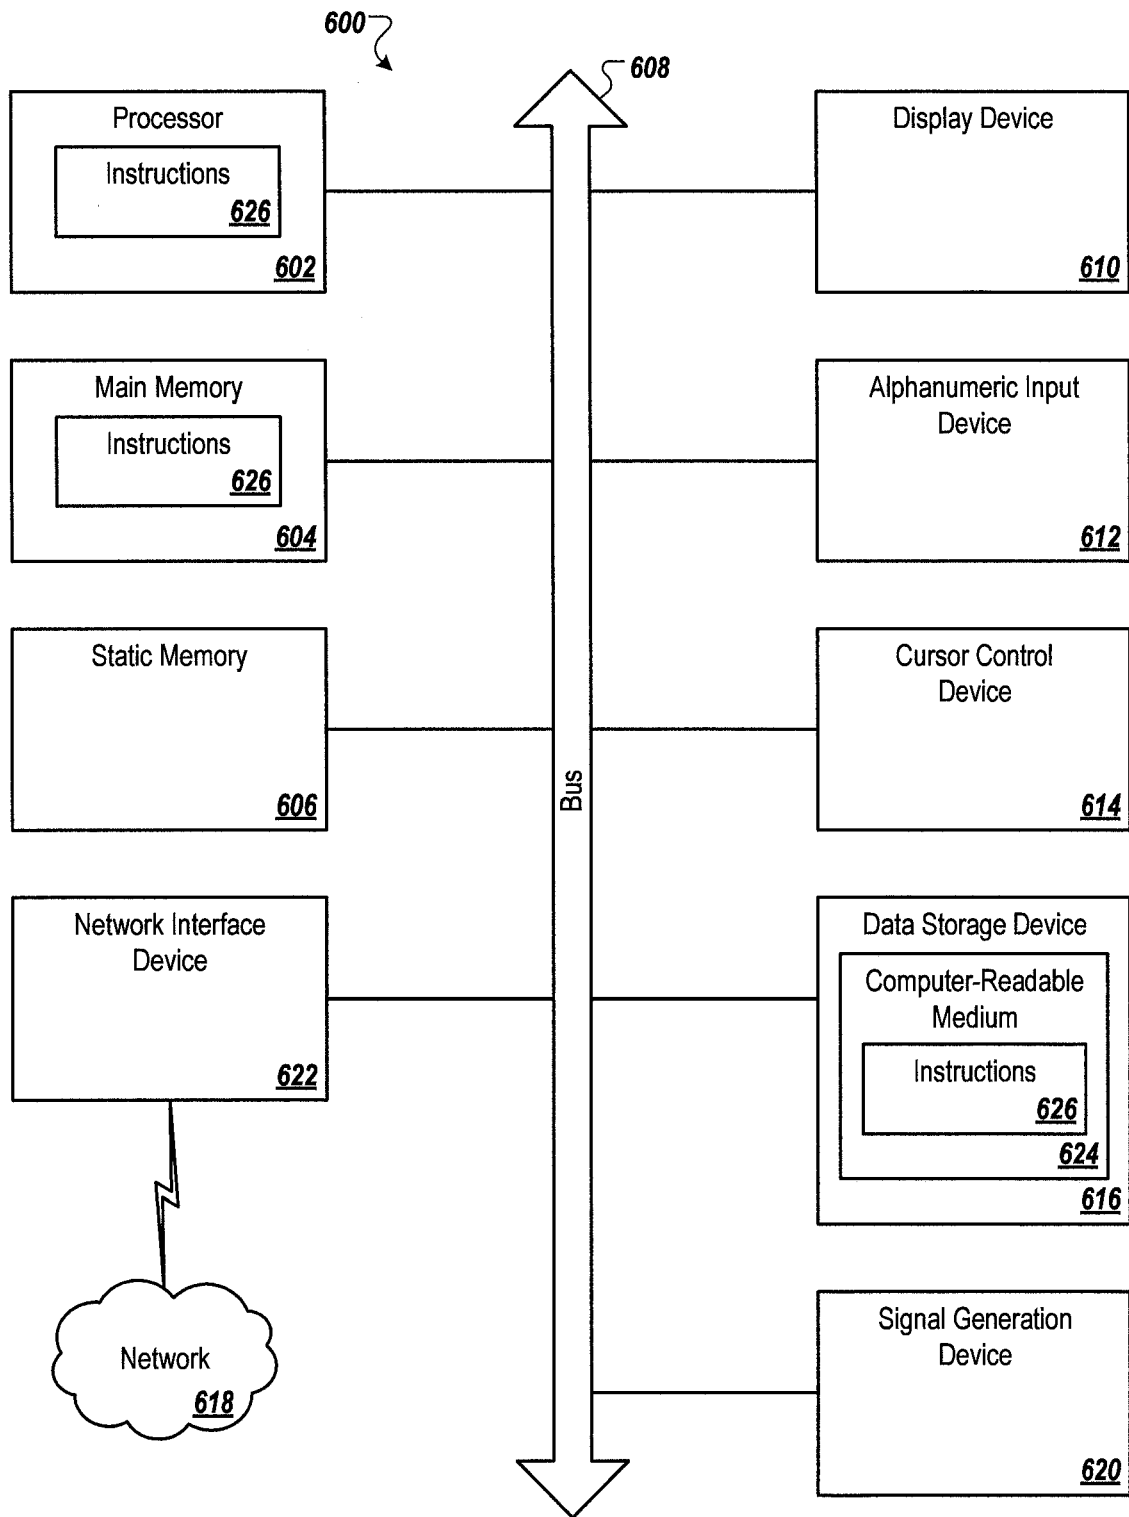 600
608
Processor
Instructions
626
602
Main Memory
Instructions
626
604
Static Memory
606
Network Interface
Device
622
Network
618
Bus
Display Device
610
Alphanumeric Input
Device
612
Cursor Control
Device
614
Data Storage Device
Computer-Readable
Medium
Instructions
626
624
616
Signal Generation
Device
620